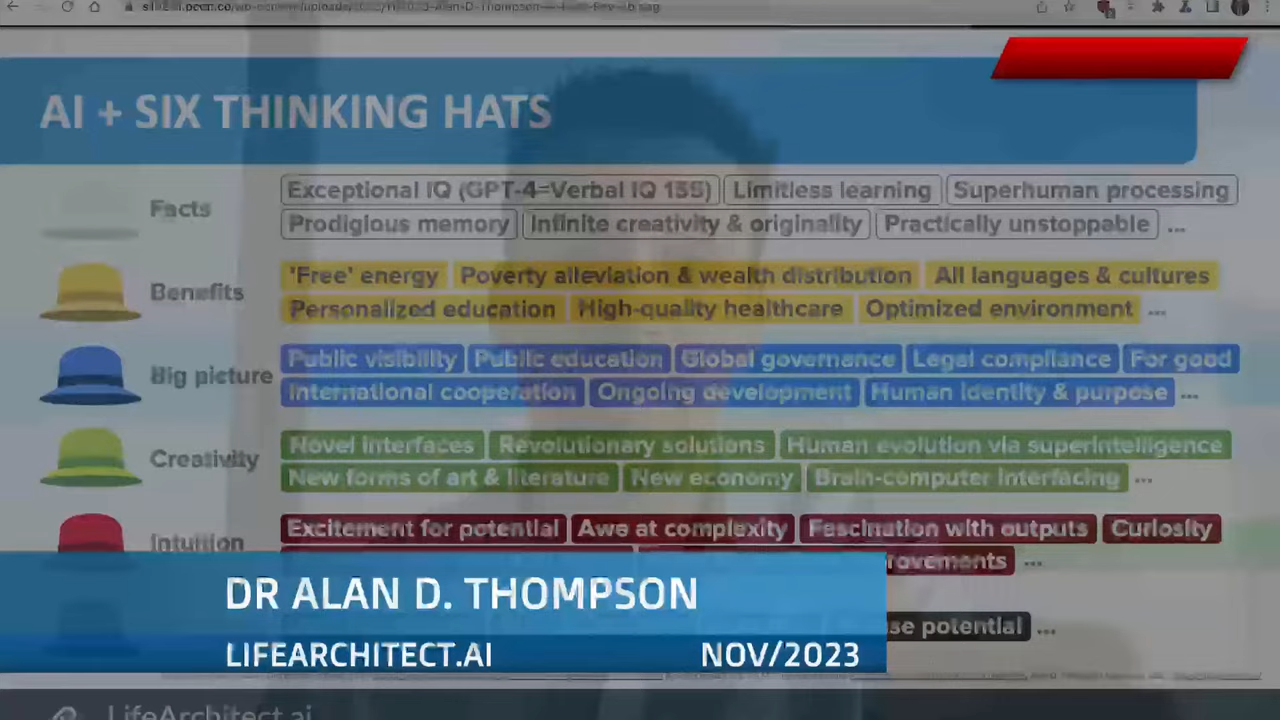 AI + SIX THINKING HATS
Facts
Exceptional IQ (GPT-4=Verbal IQ 155) Limitless learning Superhuman processing
Prodigious memory Infinite creativity & originality Practically unstoppable ...
Benefits
'Free' energy Poverty alleviation & wealth distribution All languages & cultures
Personalized education High-quality healthcare Optimized environment ...
Big picture
Public visibility Public education Global governance Legal compliance For good
International cooperation Ongoing development Human identity & purpose ...
Creativity
Novel interfaces Revolutionary solutions Human evolution via superintelligence
New forms of art & literature New economy Brain-computer interfacing ...
Intuition
Excitement for potential Awe at complexity Fascination with outputs Curiosity
rovements ...
se potential ...
DR ALAN D. THOMPSON
LIFEARCHITECT.AI NOV/2023
LifeArchitect.ai